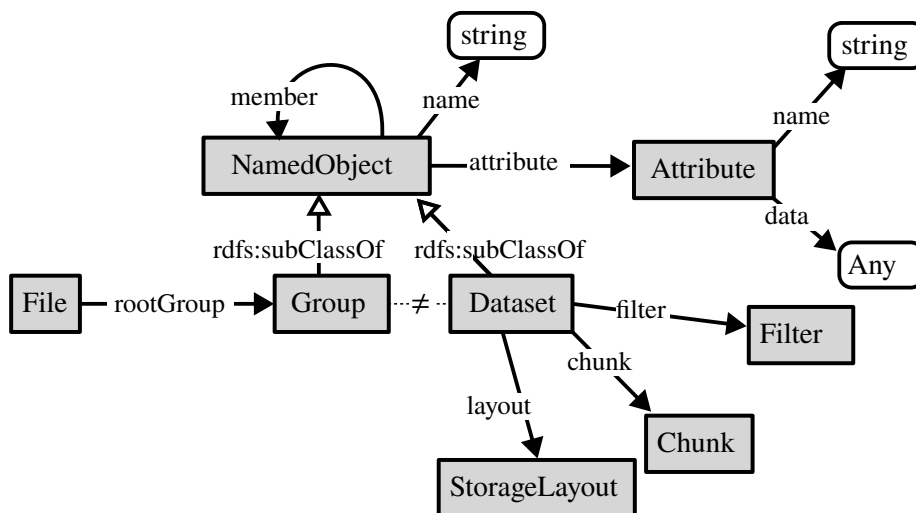 string
string
member
name
name
NamedObject
attribute
Attribute
data
rdfs:subClassOf
rdfs:subClassOf
Any
File
rootGroup
Group
≠
Dataset
filter
Filter
chunk
layout
Chunk
StorageLayout